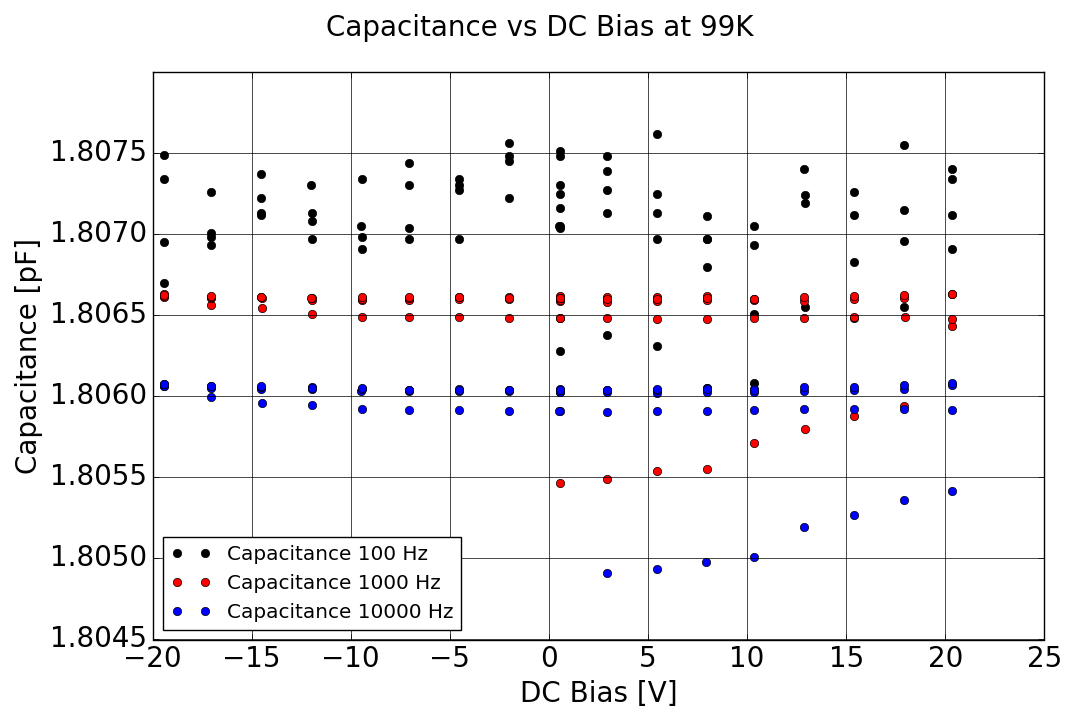 Capacitance vs DC Bias at 99K
Capacitance [pF]
1.8075
1.8070
1.8065
1.8060
1.8055
1.8050
1.8045
Capacitance 100 Hz
Capacitance 1000 Hz
Capacitance 10000 Hz
−20 −15 −10 −5 0 5 10 15 20 25
DC Bias [V]